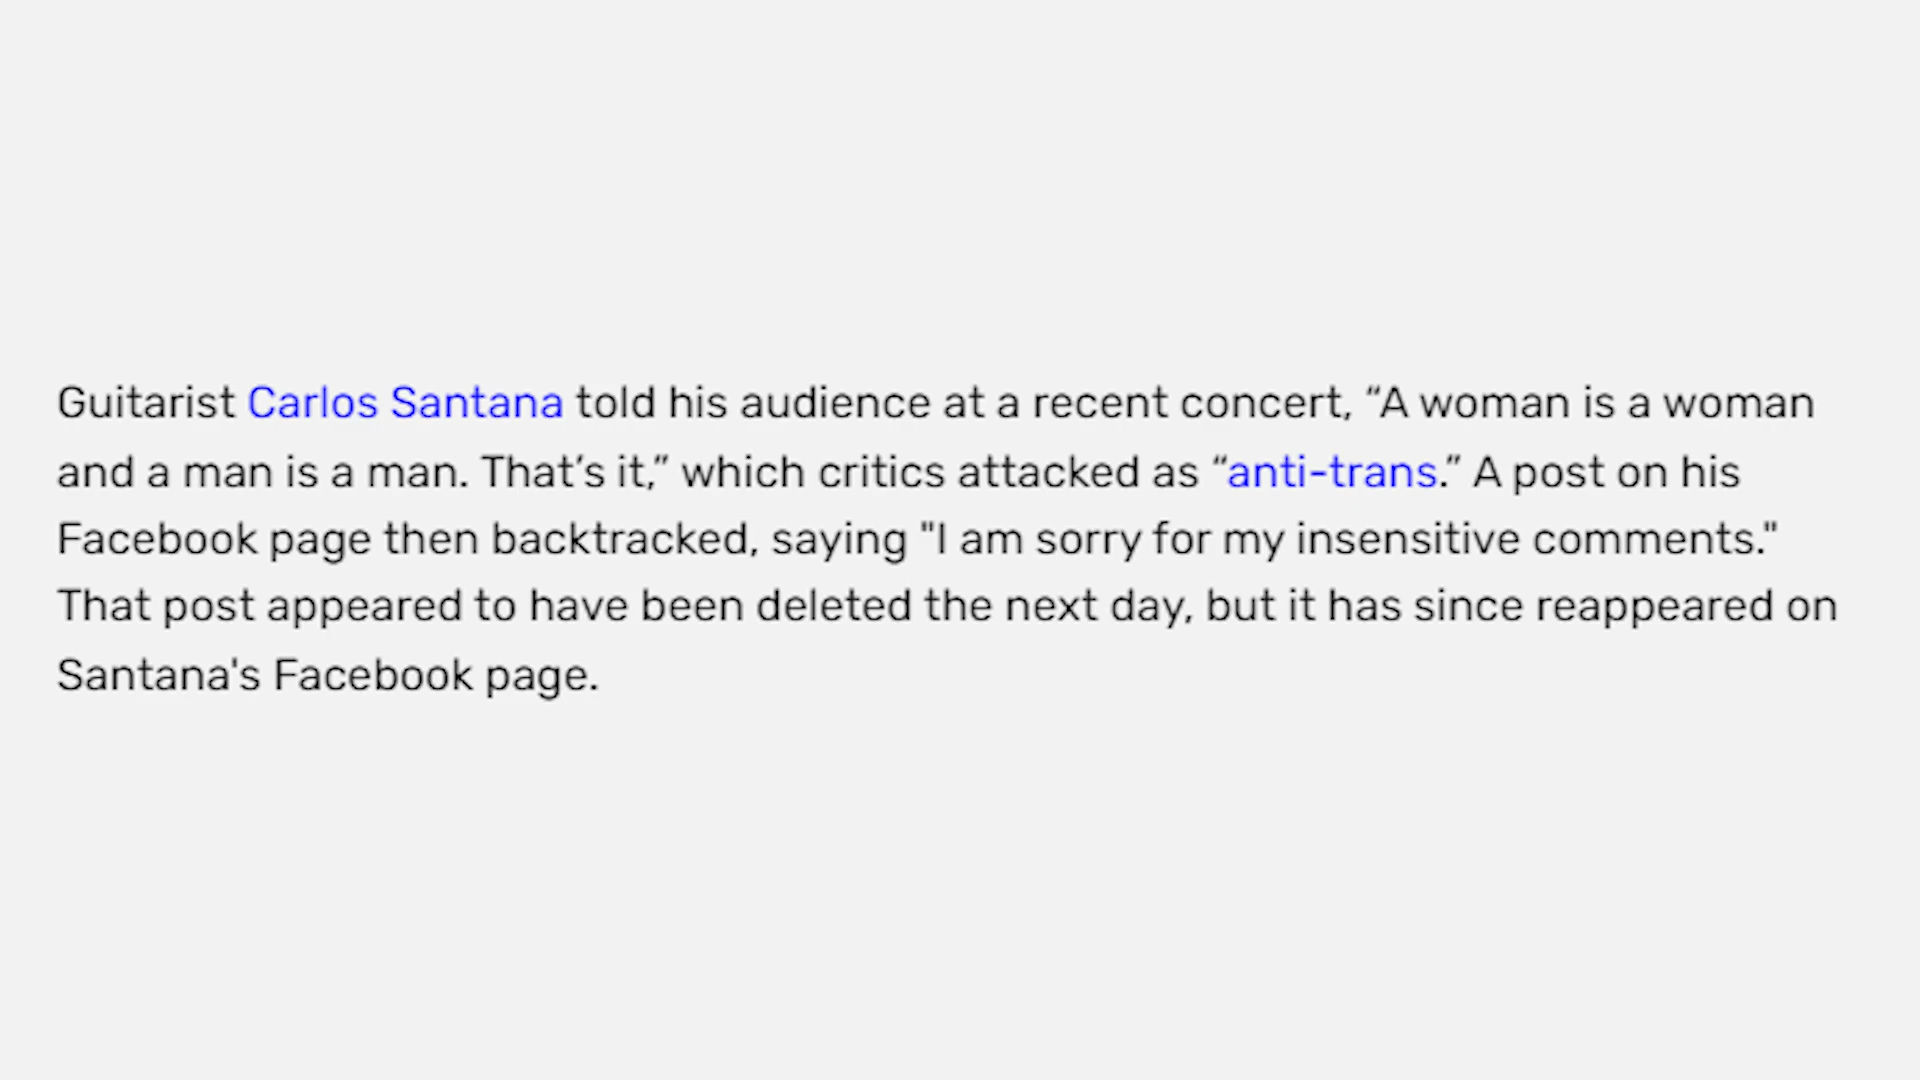 Guitarist Carlos Santana told his audience at a recent concert, “A woman is a woman
and a man is a man. That’s it,” which critics attacked as “anti-trans.” A post on his
Facebook page then backtracked, saying "I am sorry for my insensitive comments."
That post appeared to have been deleted the next day, but it has since reappeared on
Santana's Facebook page.